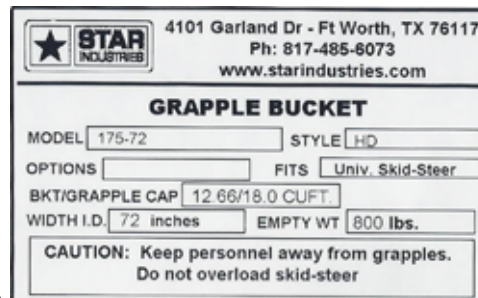 STAR
INDUSTRIES
4101 Garland Dr - Ft Worth, TX 76117
Ph: 817-485-6073
www.starindustries.com
GRAPPLE BUCKET
MODEL 175-72 STYLE HD
OPTIONS FITS Univ. Skid-Steer
BKT/GRAPPLE CAP 12.66/18.0 CUFT.
WIDTH I.D. 72 inches EMPTY WT 800 lbs.
CAUTION: Keep personnel away from grapples.
Do not overload skid-steer